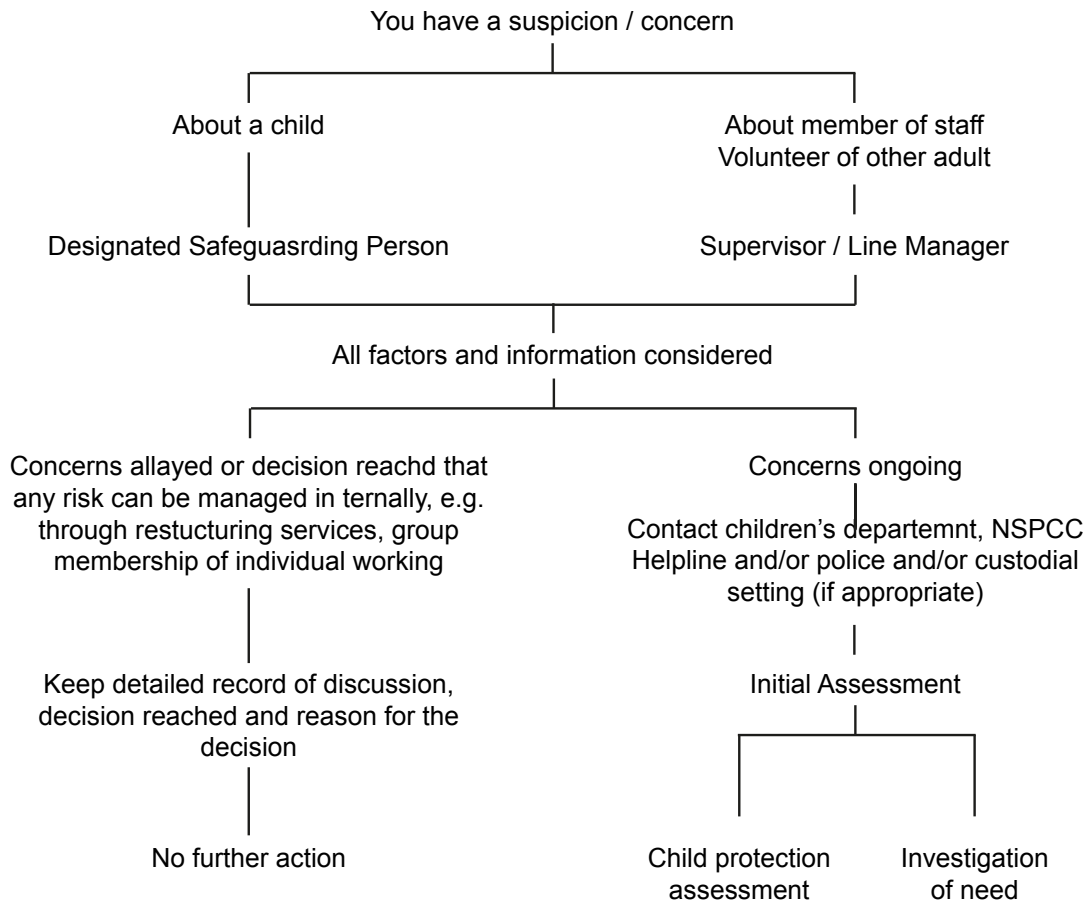 You have a suspicion / concern
About a child
About member of staff
Volunteer of other adult
Designated Safeguasrding Person
Supervisor / Line Manager
All factors and information considered
Concerns allayed or decision reachd that
any risk can be managed in ternally, e.g.
through restucturing services, group
membership of individual working
Concerns ongoing
Contact children’s departemnt, NSPCC
Helpline and/or police and/or custodial
setting (if appropriate)
Keep detailed record of discussion,
decision reached and reason for the
decision
Initial Assessment
No further action
Child protection
assessment
Investigation
of need